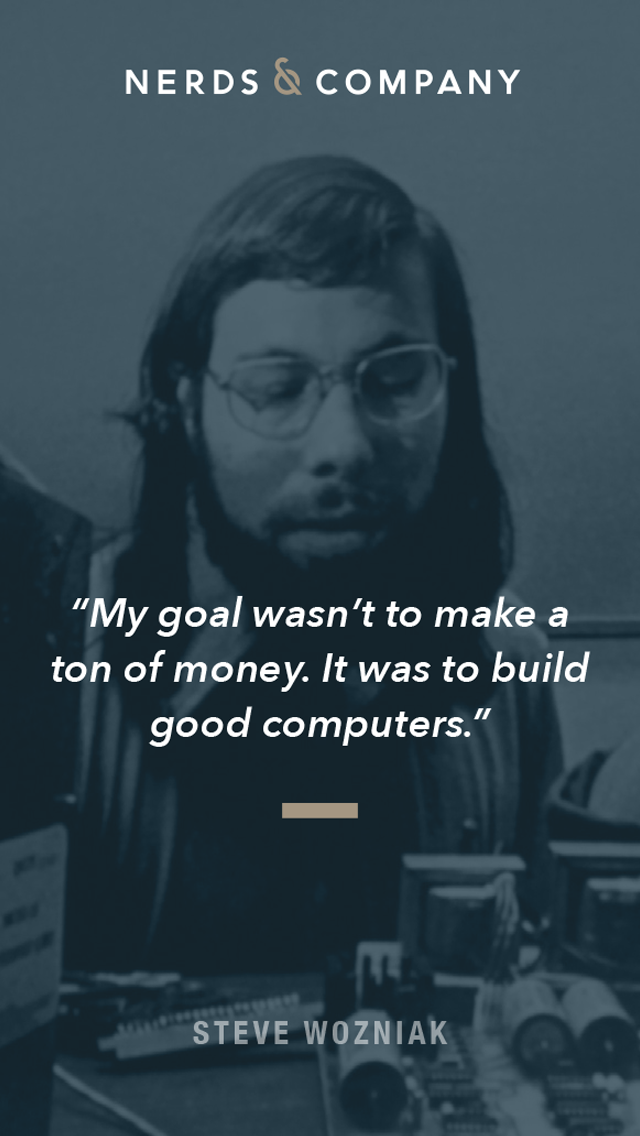 NERDS & COMPANY
“My goal wasn’t to make a
ton of money. It was to build
good computers.”
STEVE WOZNIAK